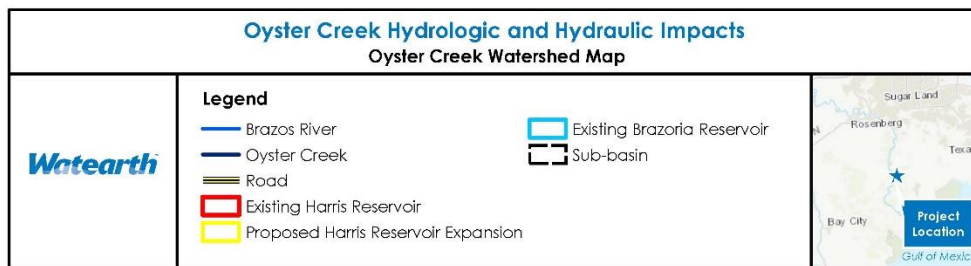 Oyster Creek Hydrologic and Hydraulic Impacts
Oyster Creek Watershed Map
Watearth
Legend
Brazos River
Oyster Creek
Road
Existing Harris Reservoir
Proposed Harris Reservoir Expansion
Existing Brazoria Reservoir
Sub-basin
Sugar Land
Rosenberg
Texa
Bay City
Project
Location
Gulf of Mexic